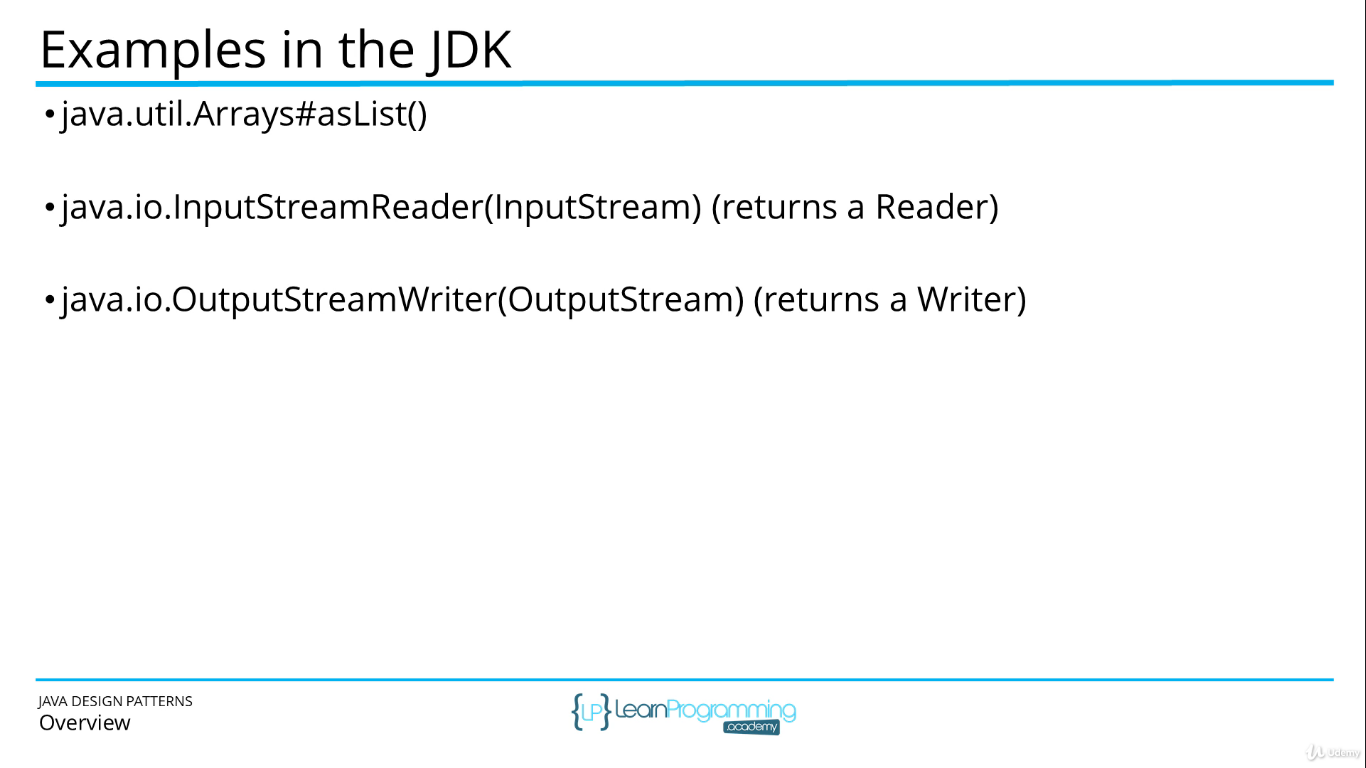 Examples in the JDK
•java.util.Arrays#asList()
•java.io.InputStreamReader(InputStream) (returns a Reader)
•java.io.OutputStreamWriter(OutputStream) (returns a Writer)
JAVA DESIGN PATTERNS
Overview
{LP} LearnProgramming
.academy
Udemy